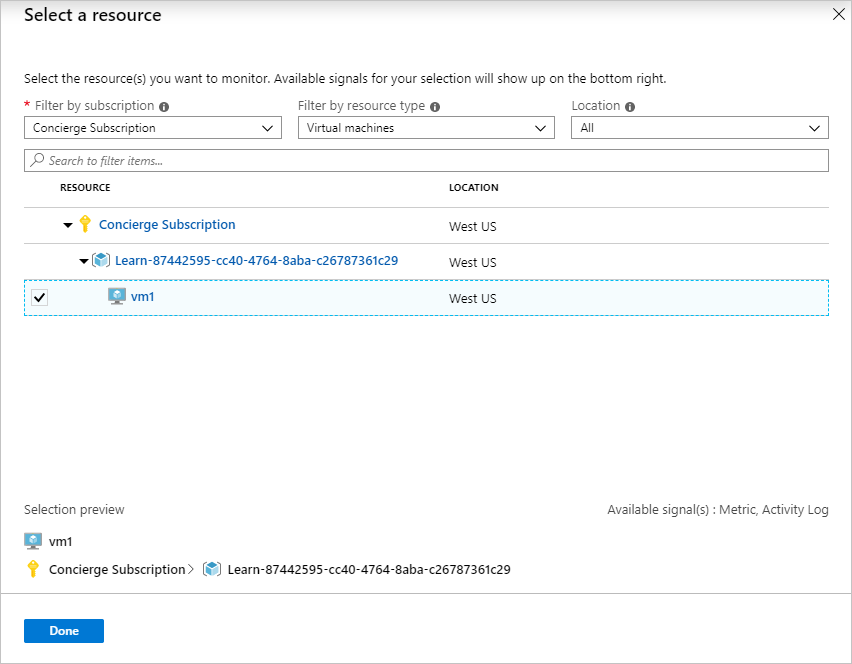 Select a resource
Select the resource(s) you want to monitor. Available signals for your selection will show up on the bottom right.
* Filter by subscription
Filter by resource type
Location
Concierge Subscription
Virtual machines
All
Search to filter items...
RESOURCE
LOCATION
Concierge Subscription
West US
Learn-87442595-cc40-4764-8aba-c26787361c29
West US
vm1
West US
Selection preview
Available signal(s) : Metric, Activity Log
vm1
Concierge Subscription > Learn-87442595-cc40-4764-8aba-c26787361c29
Done